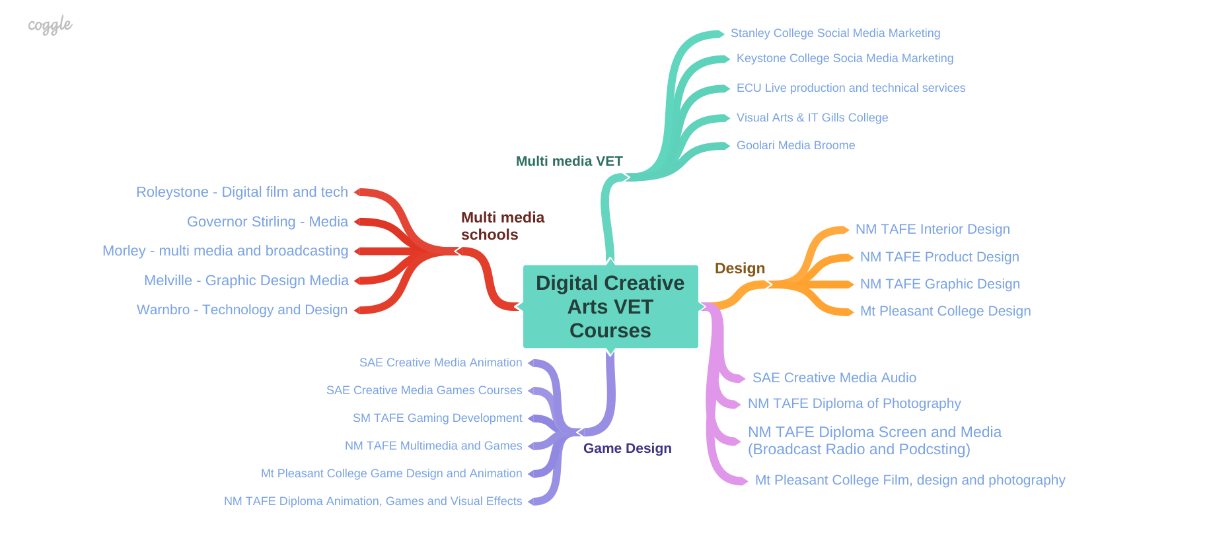 coggle
Stanley College Social Media Marketing
Keystone College Socia Media Marketing
ECU Live production and technical services
Visual Arts & IT Gills College
Goolari Media Broome
Multi media VET
Roleystone - Digital film and tech
Governor Stirling - Media
Morley - multi media and broadcasting
Melville - Graphic Design Media
Warnbro - Technology and Design
Multi media
schools
Digital Creative
Arts VET
Courses
Design
NM TAFE Interior Design
NM TAFE Product Design
NM TAFE Graphic Design
Mt Pleasant College Design
SAE Creative Media Animation
SAE Creative Media Games Courses
SM TAFE Gaming Development
NM TAFE Multimedia and Games
Mt Pleasant College Game Design and Animation
NM TAFE Diploma Animation, Games and Visual Effects
Game Design
SAE Creative Media Audio
NM TAFE Diploma of Photography
NM TAFE Diploma Screen and Media
(Broadcast Radio and Podcsting)
Mt Pleasant College Film, design and photography